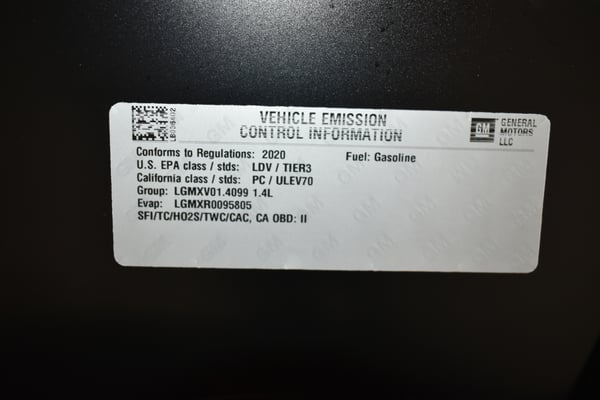 VEHICLE EMISSION
CONTROL INFORMATION
GM GENERAL
MOTORS
LLC
Conforms to Regulations: 2020 Fuel: Gasoline
U.S. EPA class / stds: LDV / TIER3
California class / stds: PC / ULEV70
Group: LGMXV01.4099 1.4L
Evap: LGMXR0095805
SFI/TC/HO2S/TWC/CAC, CA OBD: II